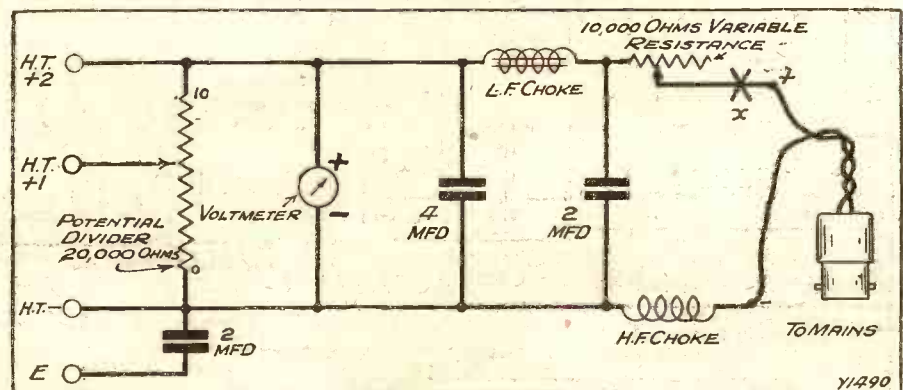 H.T.
+2
10
H.T.
+1
POTENTIAL
DIVIDER
20,000 OHMS
0
H.T.-
E
2
MFD
VOLTMETER
+
-
4
MFD
L.F. CHOKE
2
MFD
10,000 OHMS VARIABLE
RESISTANCE
+
x
-
H.F. CHOKE
TO MAINS
Y1490